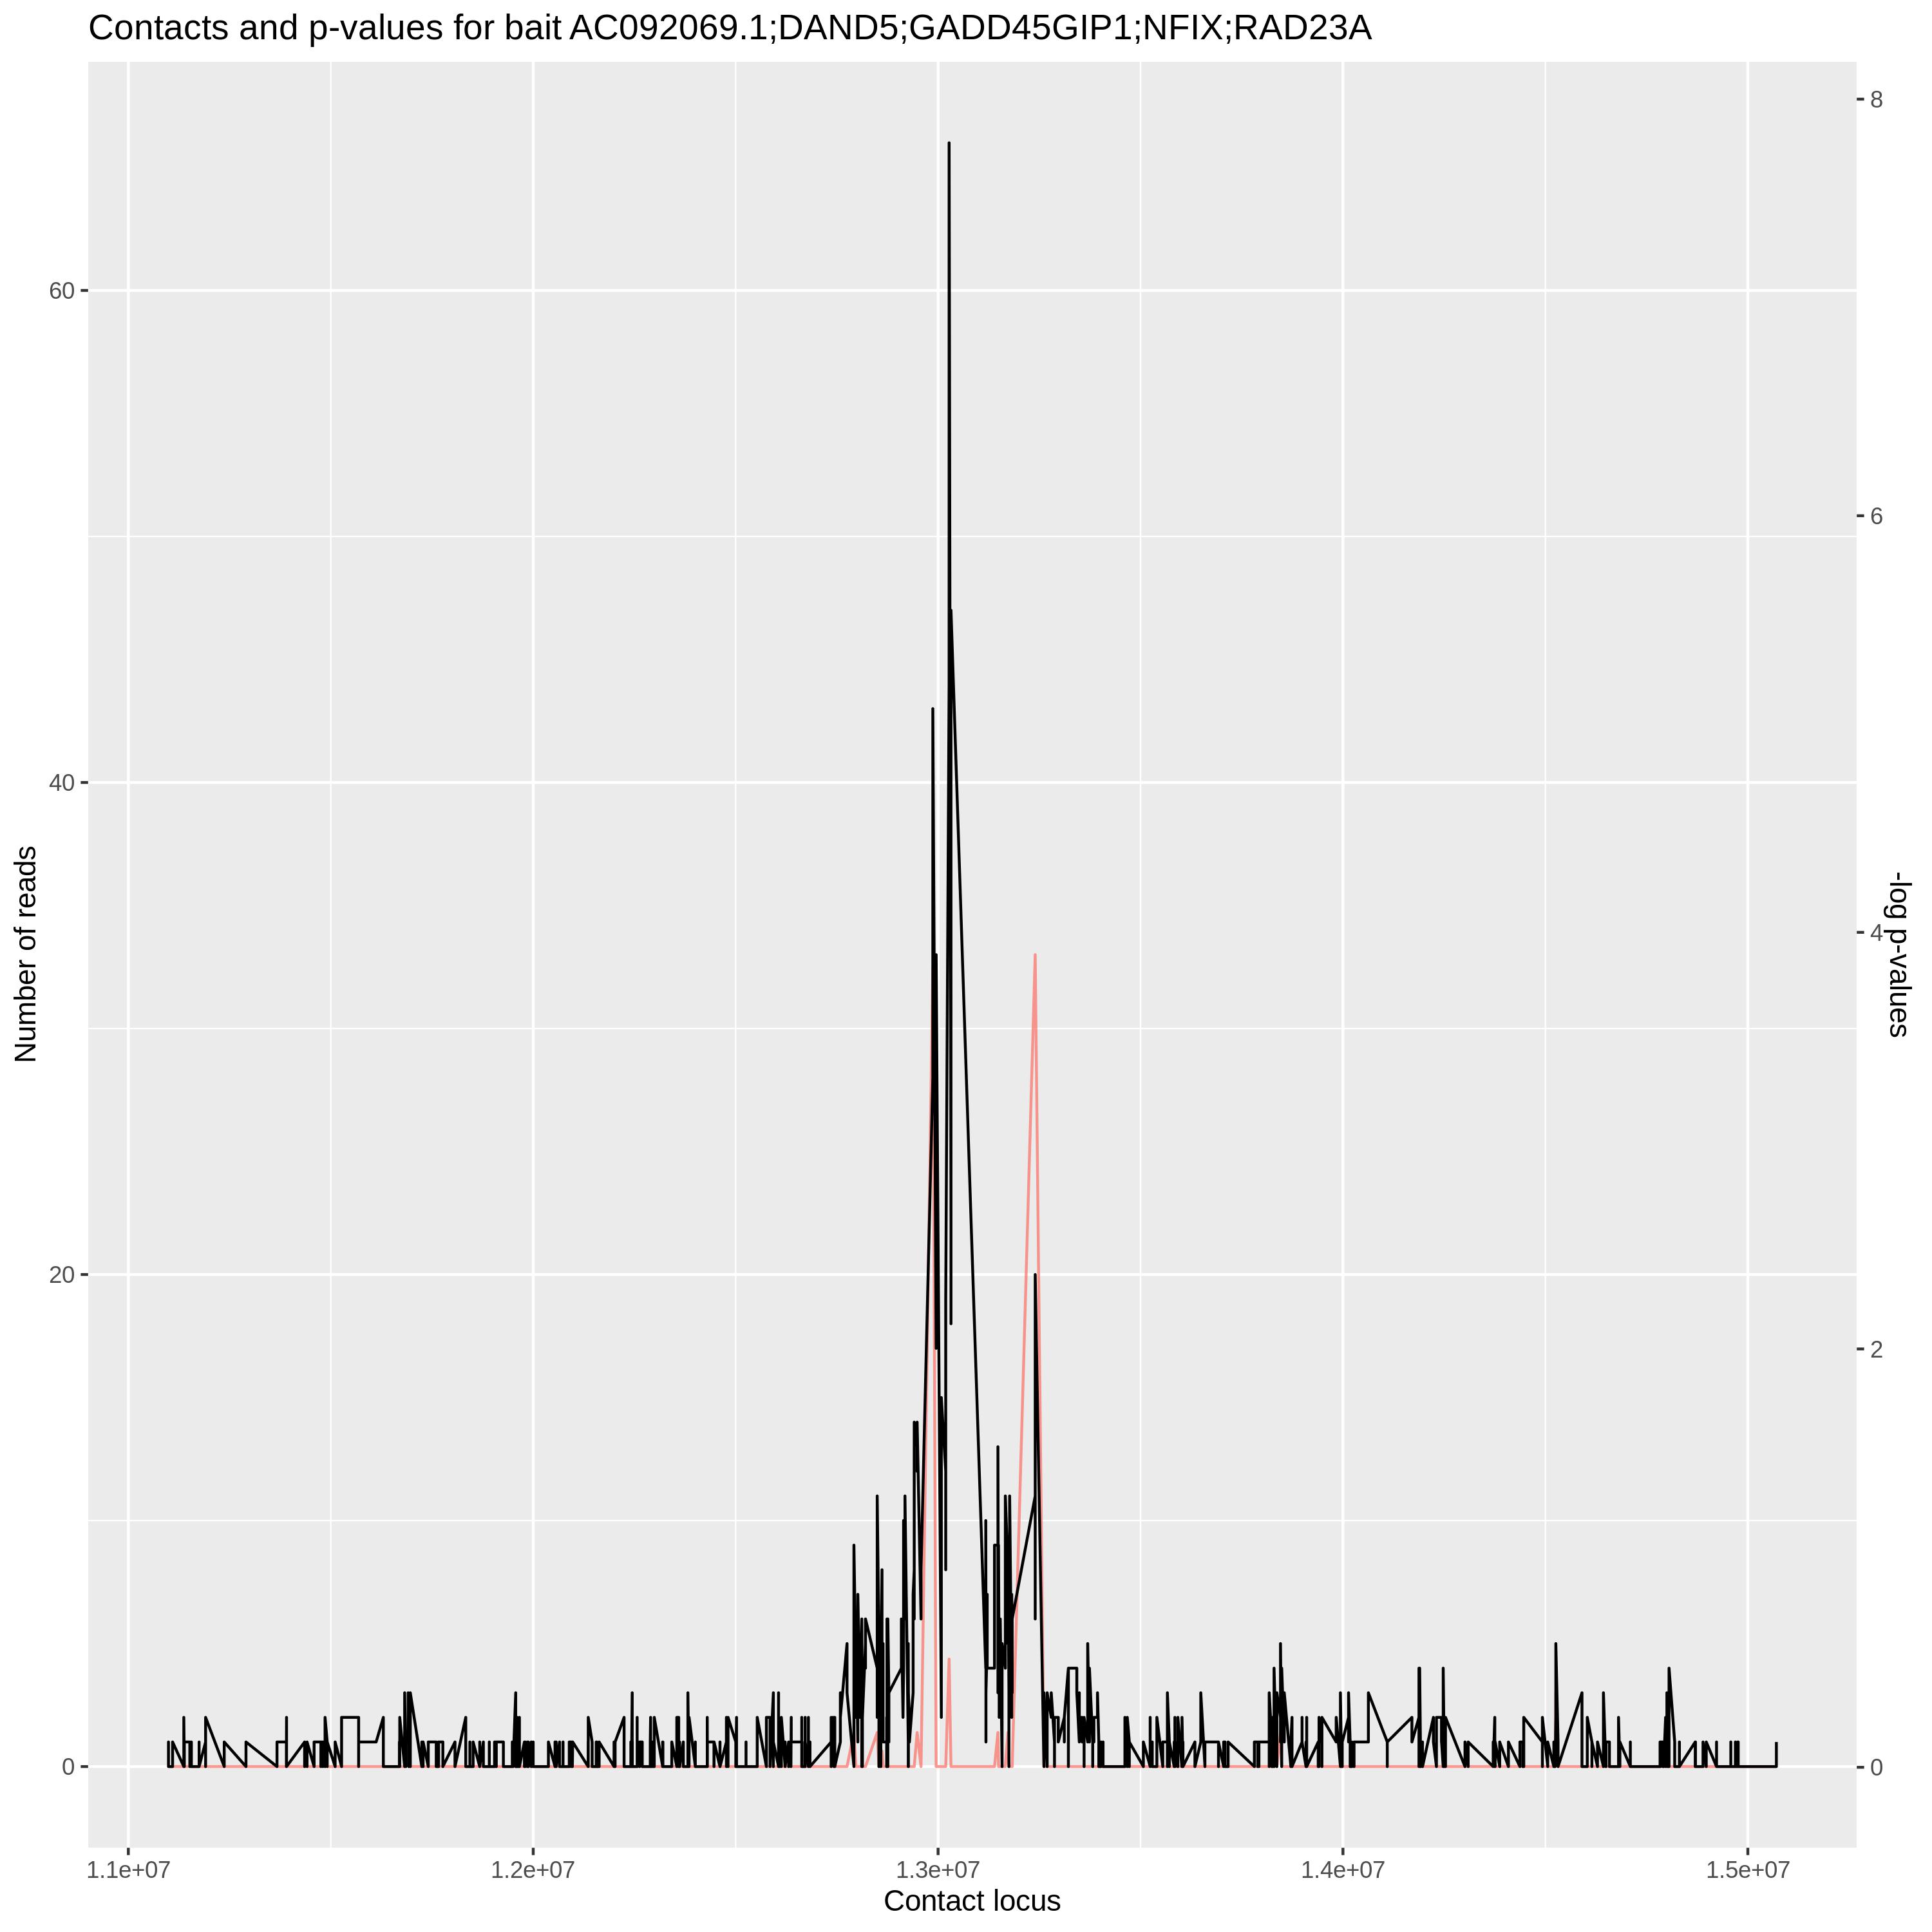 Contacts and p-values for bait AC092069.1;DAND5;GADD45GIP1;NFIX;RAD23A
8
60
6
40
4
20
2
0
0
Number of reads
-log p-values
1.1e+07 1.2e+07 1.3e+07 1.4e+07 1.5e+07
Contact locus